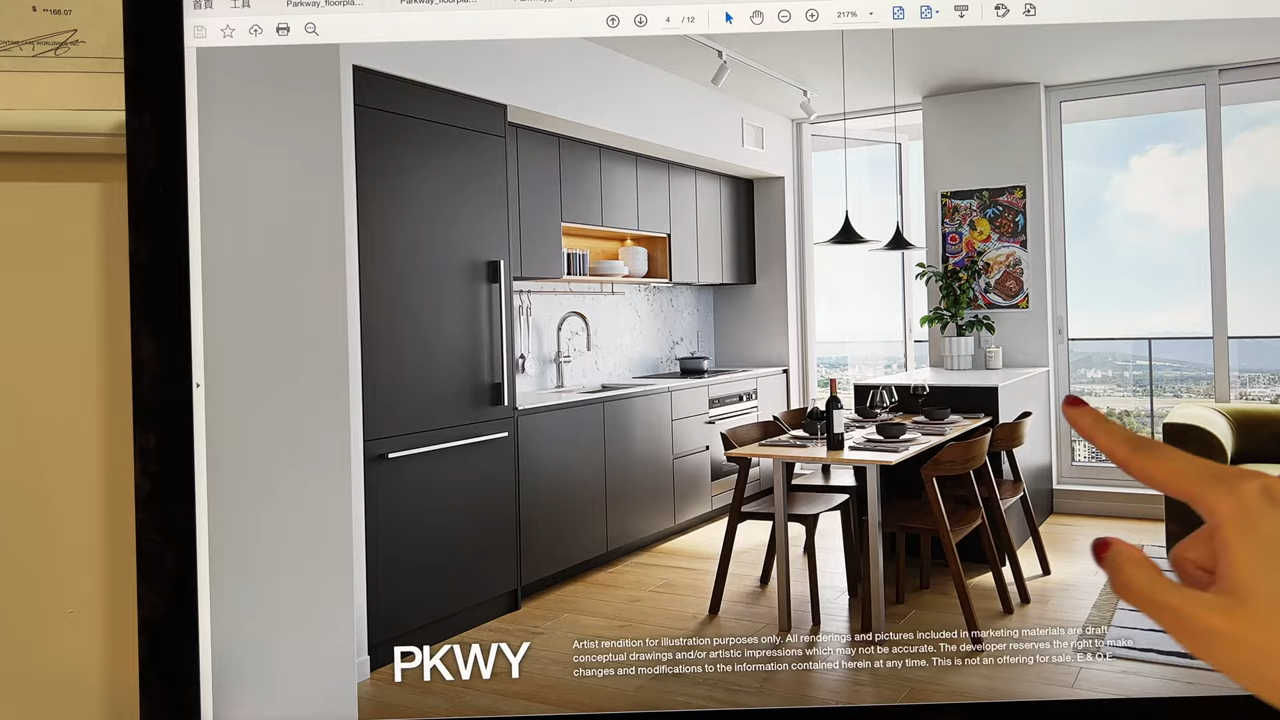 $ **166.07
首頁 工具
Parkway_floorpla...
Parkway_floorpla...
4 / 12
217%
PKWY
Artist rendition for illustration purposes only. All renderings and pictures included in marketing materials are draft
conceptual drawings and/or artistic impressions which may not be accurate. The developer reserves the right to make
changes and modifications to the information contained herein at any time. This is not an offering for sale. E.& O.E.